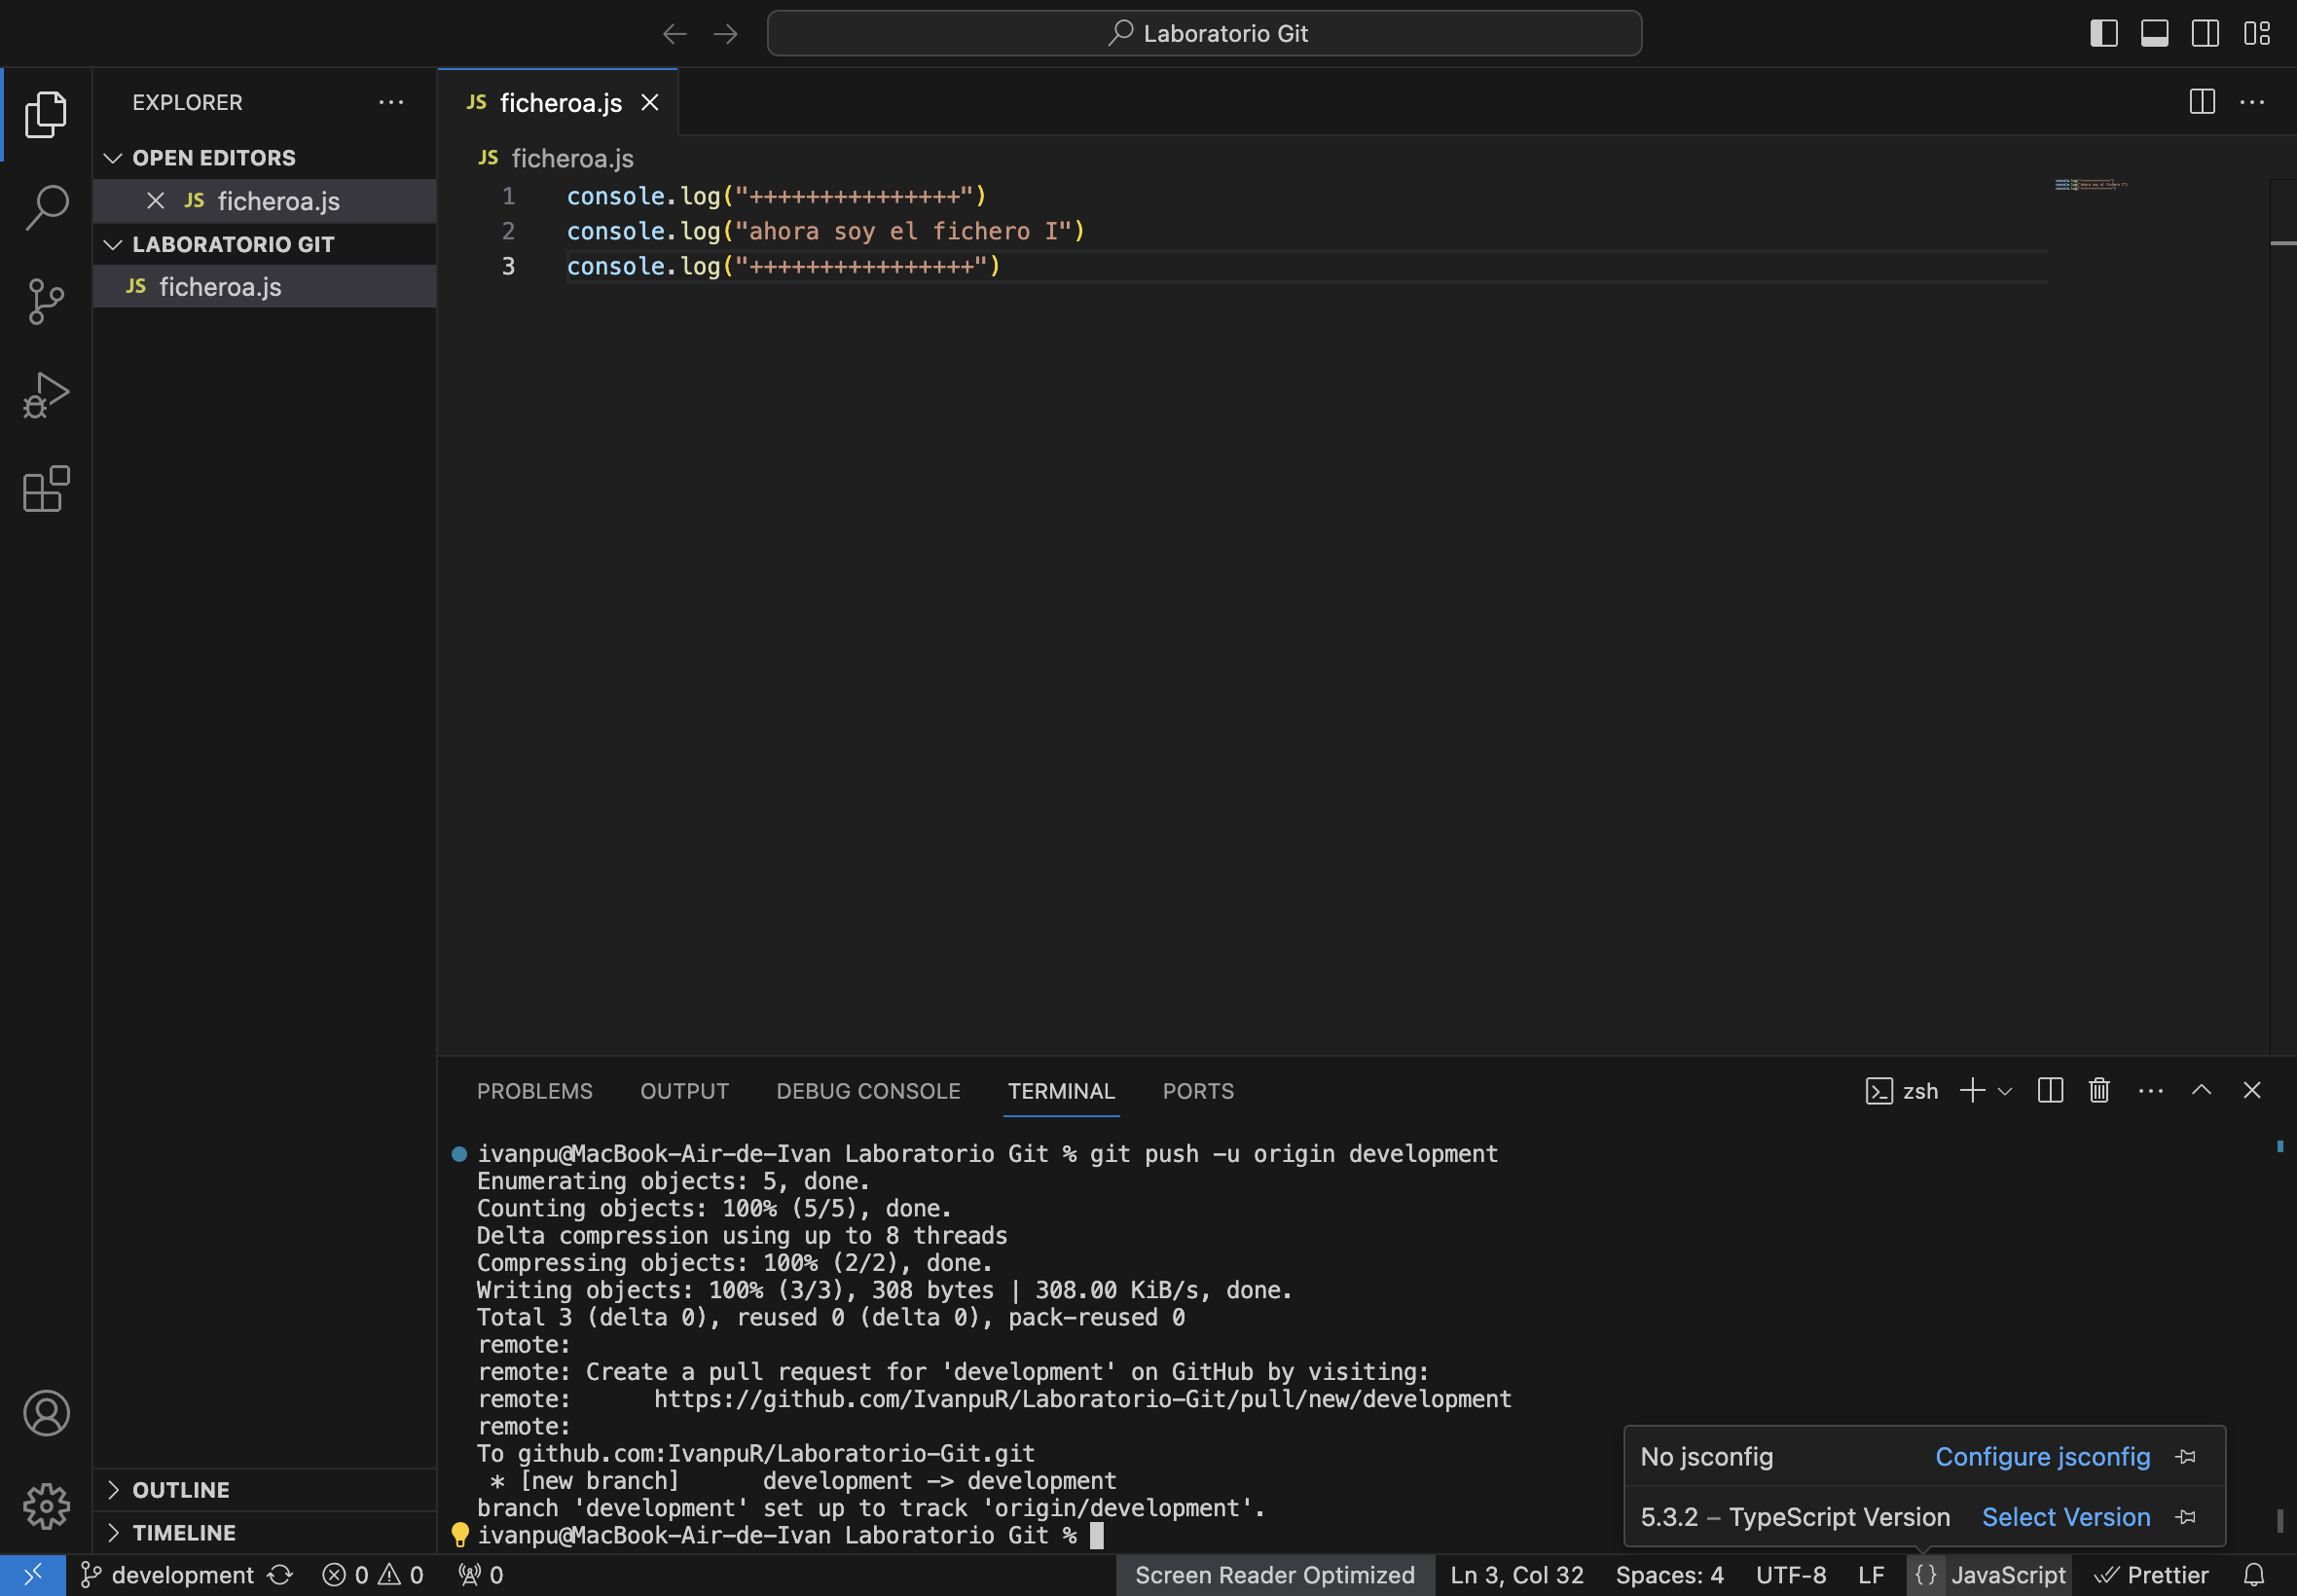 Laboratorio Git
EXPLORER
OPEN EDITORS
JS ficheroa.js
LABORATORIO GIT
JS ficheroa.js
OUTLINE
TIMELINE
JS ficheroa.js
JS ficheroa.js
1 console.log("+++++++++++++++")
2 console.log("ahora soy el fichero I")
3 console.log("++++++++++++++++")
PROBLEMS OUTPUT DEBUG CONSOLE TERMINAL PORTS zsh
ivanpu@MacBook-Air-de-Ivan Laboratorio Git % git push -u origin development
Enumerating objects: 5, done.
Counting objects: 100% (5/5), done.
Delta compression using up to 8 threads
Compressing objects: 100% (2/2), done.
Writing objects: 100% (3/3), 308 bytes | 308.00 KiB/s, done.
Total 3 (delta 0), reused 0 (delta 0), pack-reused 0
remote:
remote: Create a pull request for 'development' on GitHub by visiting:
remote:      https://github.com/IvanpuR/Laboratorio-Git/pull/new/development
remote:
To github.com:IvanpuR/Laboratorio-Git.git
 * [new branch]      development -> development
branch 'development' set up to track 'origin/development'.
ivanpu@MacBook-Air-de-Ivan Laboratorio Git %
No jsconfig Configure jsconfig
5.3.2 – TypeScript Version Select Version
development 0 0 0 Screen Reader Optimized Ln 3, Col 32 Spaces: 4 UTF-8 LF {} JavaScript Prettier